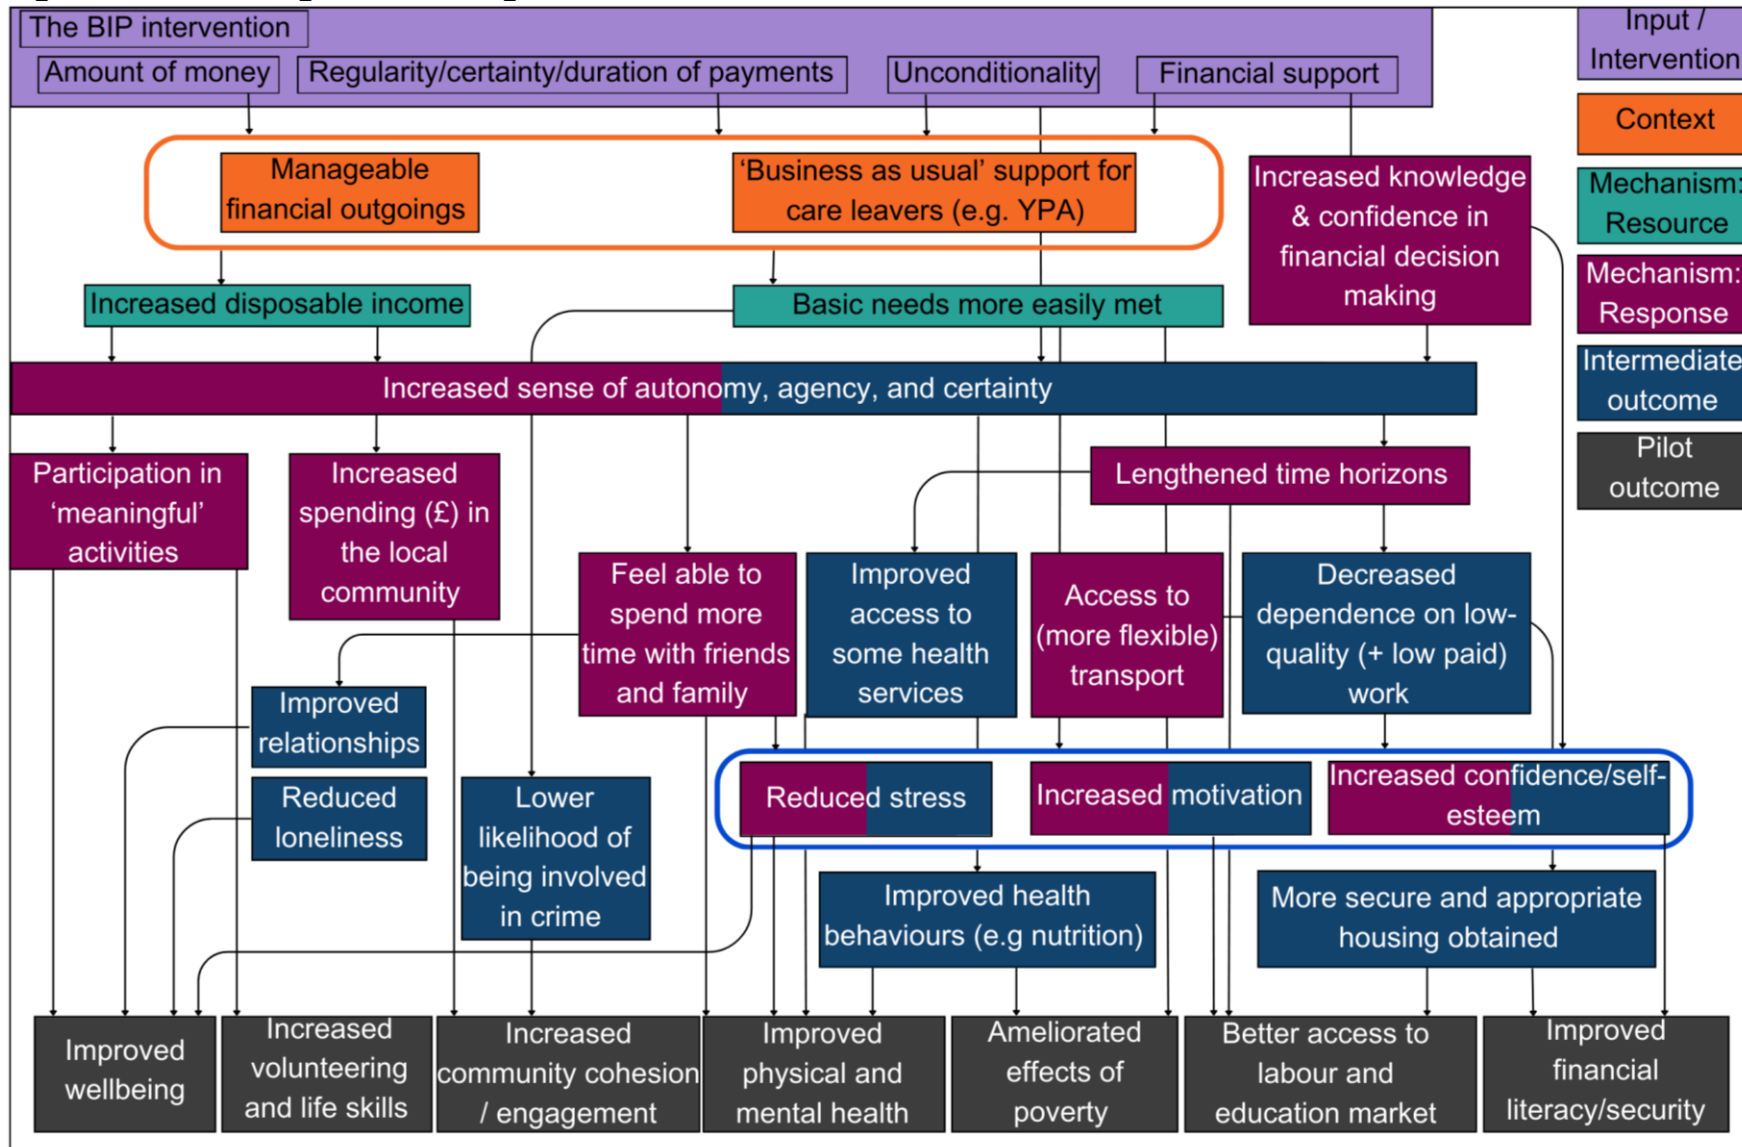 The BIP intervention
Amount of money
Regularity/certainty/duration of payments
Unconditionality
Financial support
Input /
Intervention
Context
Mechanism:
Resource
Mechanism:
Response
Intermediate
outcome
Pilot
outcome
Manageable
financial outgoings
‘Business as usual’ support for
care leavers (e.g. YPA)
Increased knowledge
& confidence in
financial decision
making
Increased disposable income
Basic needs more easily met
Increased sense of autonomy, agency, and certainty
Participation in
‘meaningful’
activities
Increased
spending (£) in
the local
community
Lengthened time horizons
Feel able to
spend more
time with friends
and family
Improved
access to
some health
services
Access to
(more flexible)
transport
Decreased
dependence on low-
quality (+ low paid)
work
Improved
relationships
Reduced
loneliness
Lower
likelihood of
being involved
in crime
Reduced stress
Increased motivation
Increased confidence/self-
esteem
Improved health
behaviours (e.g nutrition)
More secure and appropriate
housing obtained
Improved
wellbeing
Increased
volunteering
and life skills
Increased
community cohesion
/ engagement
Improved
physical and
mental health
Ameliorated
effects of
poverty
Better access to
labour and
education market
Improved
financial
literacy/security